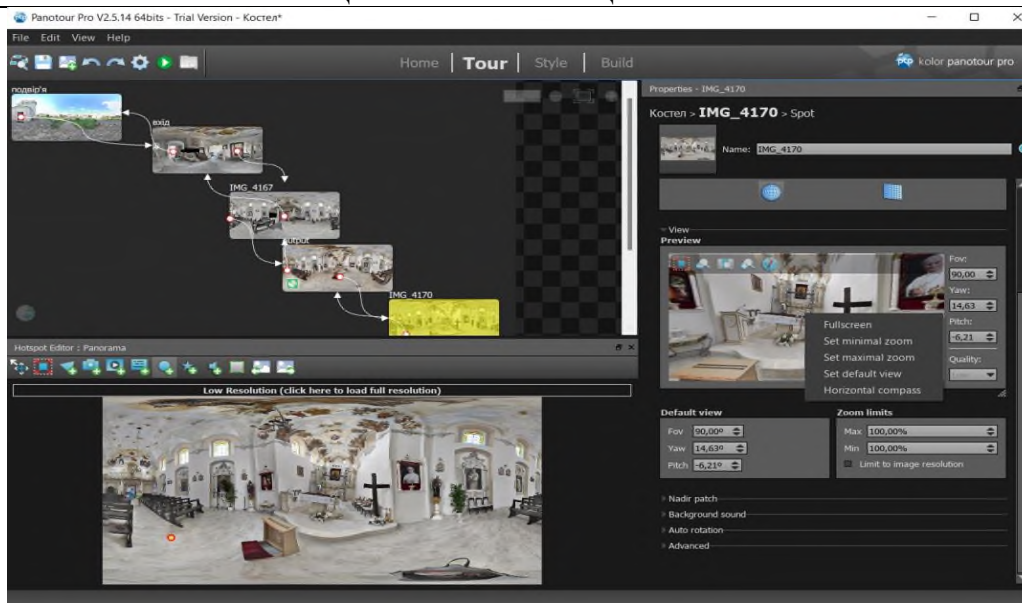 Panotour Pro V2.5.14 64bits - Trial Version - Костел*
File Edit View Help
Home Tour Style Build
kolor panotour pro
подвір'я
вхід
IMG_4167
output
IMG_4170
Properties - IMG_4170
Костел > IMG_4170 > Spot
Name: IMG_4170
View
Preview
Fov:
90,00
Yaw:
14,63
Pitch:
-6,21
Quality:
Fullscreen
Set minimal zoom
Set maximal zoom
Set default view
Horizontal compass
Hotspot Editor : Panorama
Low Resolution (click here to load full resolution)
Default view
Fov 90,00º
Yaw 14,63º
Pitch -6,21º
Zoom limits
Max 100,00%
Min 100,00%
Limit to image resolution
Nadir patch
Background sound
Auto rotation
Advanced